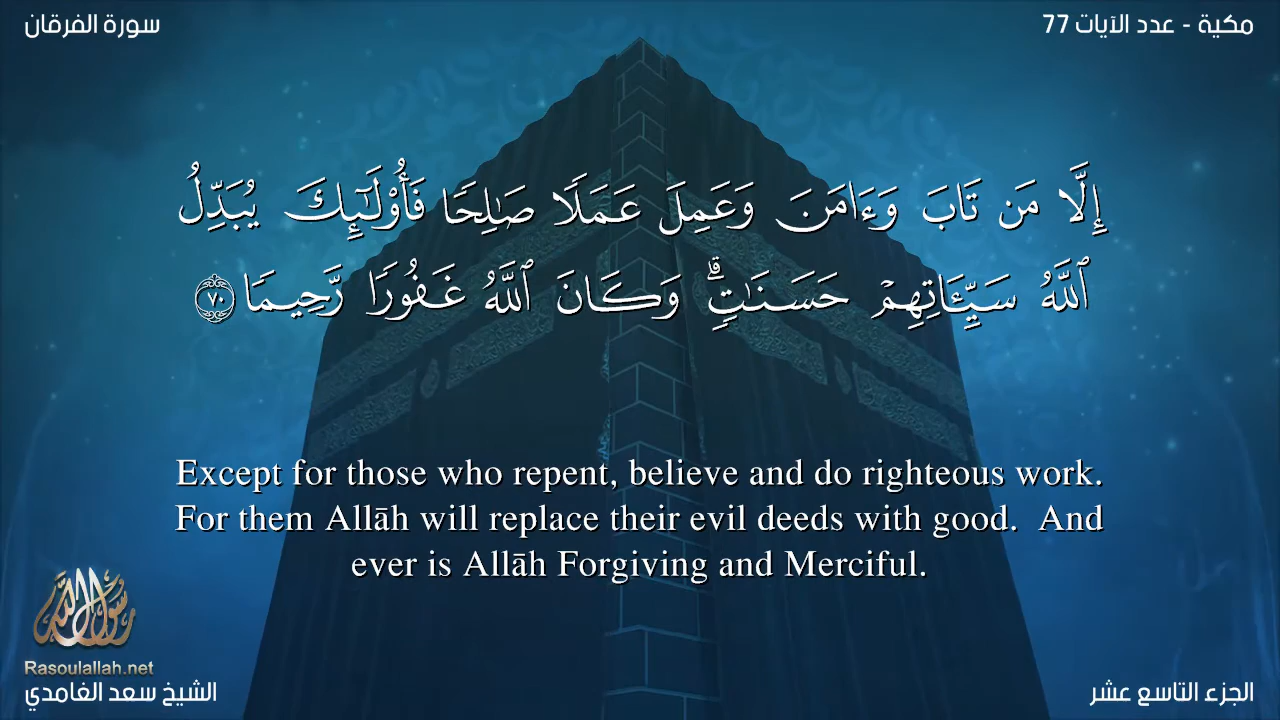 مكية - عدد الآيات 77
سورة الفرقان
إِلَّا مَن تَابَ وَءَامَنَ وَعَمِلَ عَمَلًا صَٰلِحًا فَأُو۟لَٰٓئِكَ يُبَدِّلُ
ٱللَّهُ سَيِّـَٔاتِهِمْ حَسَنَٰتٍ ۗ وَكَانَ ٱللَّهُ غَفُورًا رَّحِيمًا ٧٠
Except for those who repent, believe and do righteous work.
For them Allāh will replace their evil deeds with good.  And
ever is Allāh Forgiving and Merciful.
رسول الله
Rasoulallah.net
الشيخ سعد الغامدي
الجزء التاسع عشر